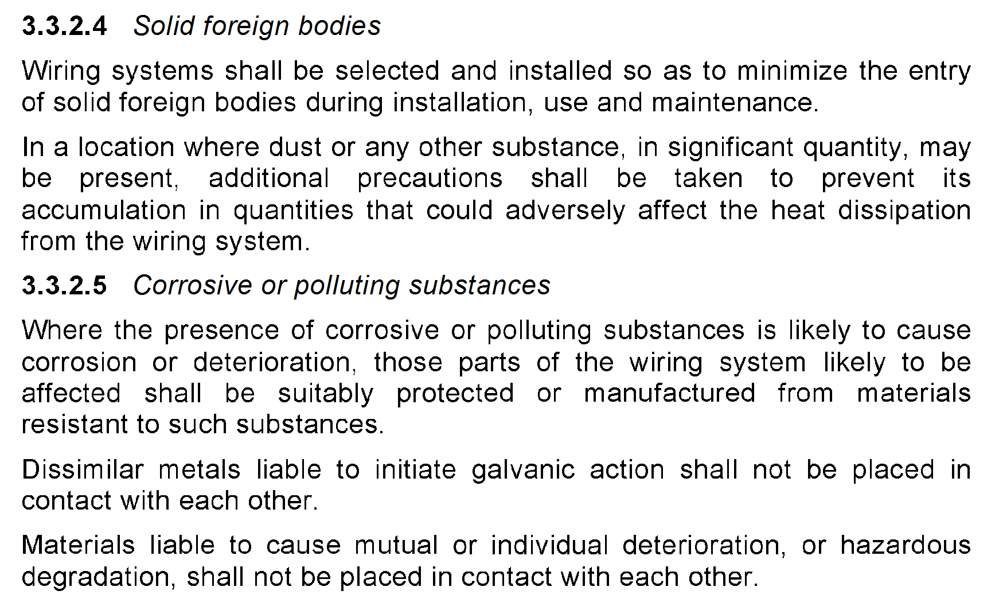 3.3.2.4 Solid foreign bodies
Wiring systems shall be selected and installed so as to minimize the entry
of solid foreign bodies during installation, use and maintenance.
In a location where dust or any other substance, in significant quantity, may
be present, additional precautions shall be taken to prevent its
accumulation in quantities that could adversely affect the heat dissipation
from the wiring system.
3.3.2.5 Corrosive or polluting substances
Where the presence of corrosive or polluting substances is likely to cause
corrosion or deterioration, those parts of the wiring system likely to be
affected shall be suitably protected or manufactured from materials
resistant to such substances.
Dissimilar metals liable to initiate galvanic action shall not be placed in
contact with each other.
Materials liable to cause mutual or individual deterioration, or hazardous
degradation, shall not be placed in contact with each other.